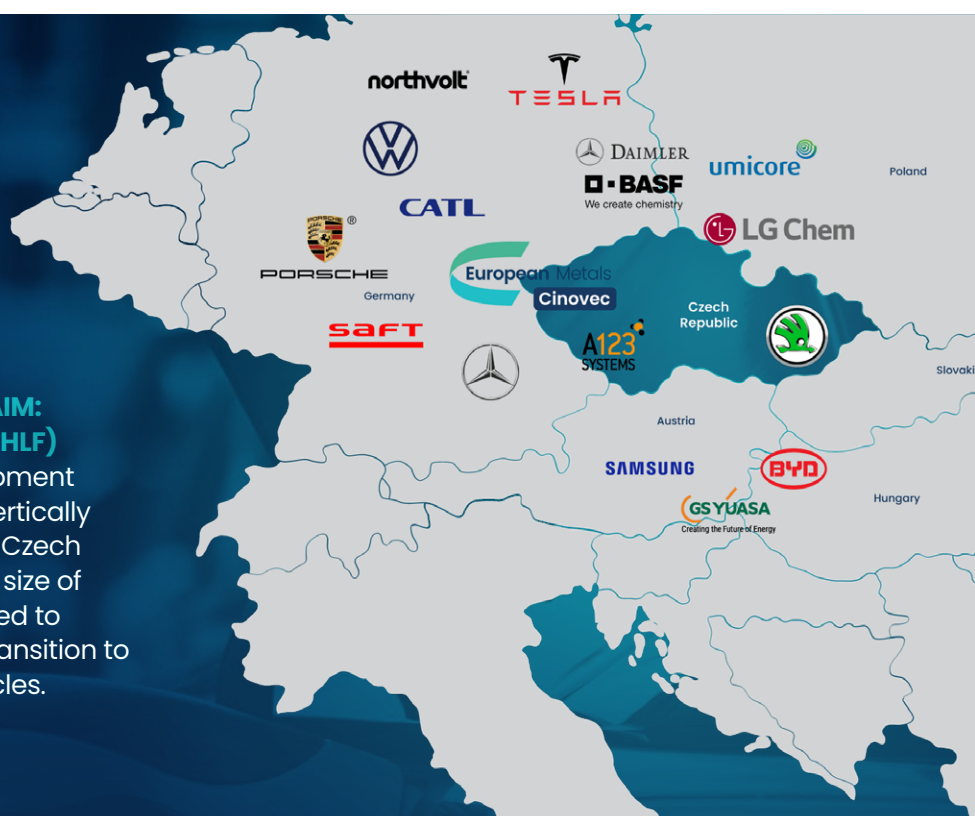 northvolt
TESLA
DAIMLER
BASF
We create chemistry
umicore
Poland
CATL
LG Chem
PORSCHE
®
PORSCHE
European Metals
Cinovec
Germany
Czech
Republic
saft
A123
SYSTEMS
Slovaki
AIM:
HLF)
pment
ertically
Czech
size of
ed to
ansition to
cles.
Austria
SAMSUNG
BYD
GS YUASA
Creating the Future of Energy
Hungary